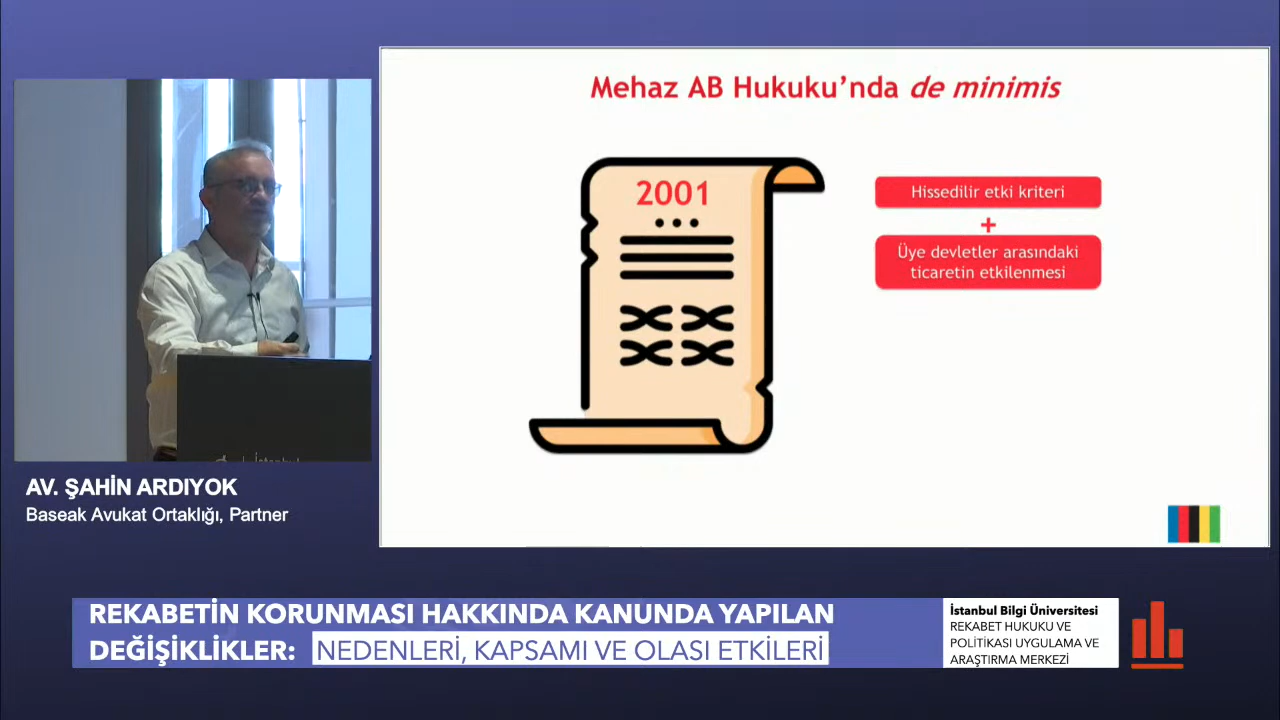 Mehaz AB Hukuku’nda de minimis
2001
Hissedilir etki kriteri
+
Üye devletler arasındaki
ticaretin etkilenmesi
İstanbul
AV. ŞAHİN ARDIYOK
Baseak Avukat Ortaklığı, Partner
REKABETİN KORUNMASI HAKKINDA KANUNDA YAPILAN
DEĞİŞİKLİKLER: NEDENLERİ, KAPSAMI VE OLASI ETKİLERİ
İstanbul Bilgi Üniversitesi
REKABET HUKUKU VE
POLİTİKASI UYGULAMA VE
ARAŞTIRMA MERKEZİ